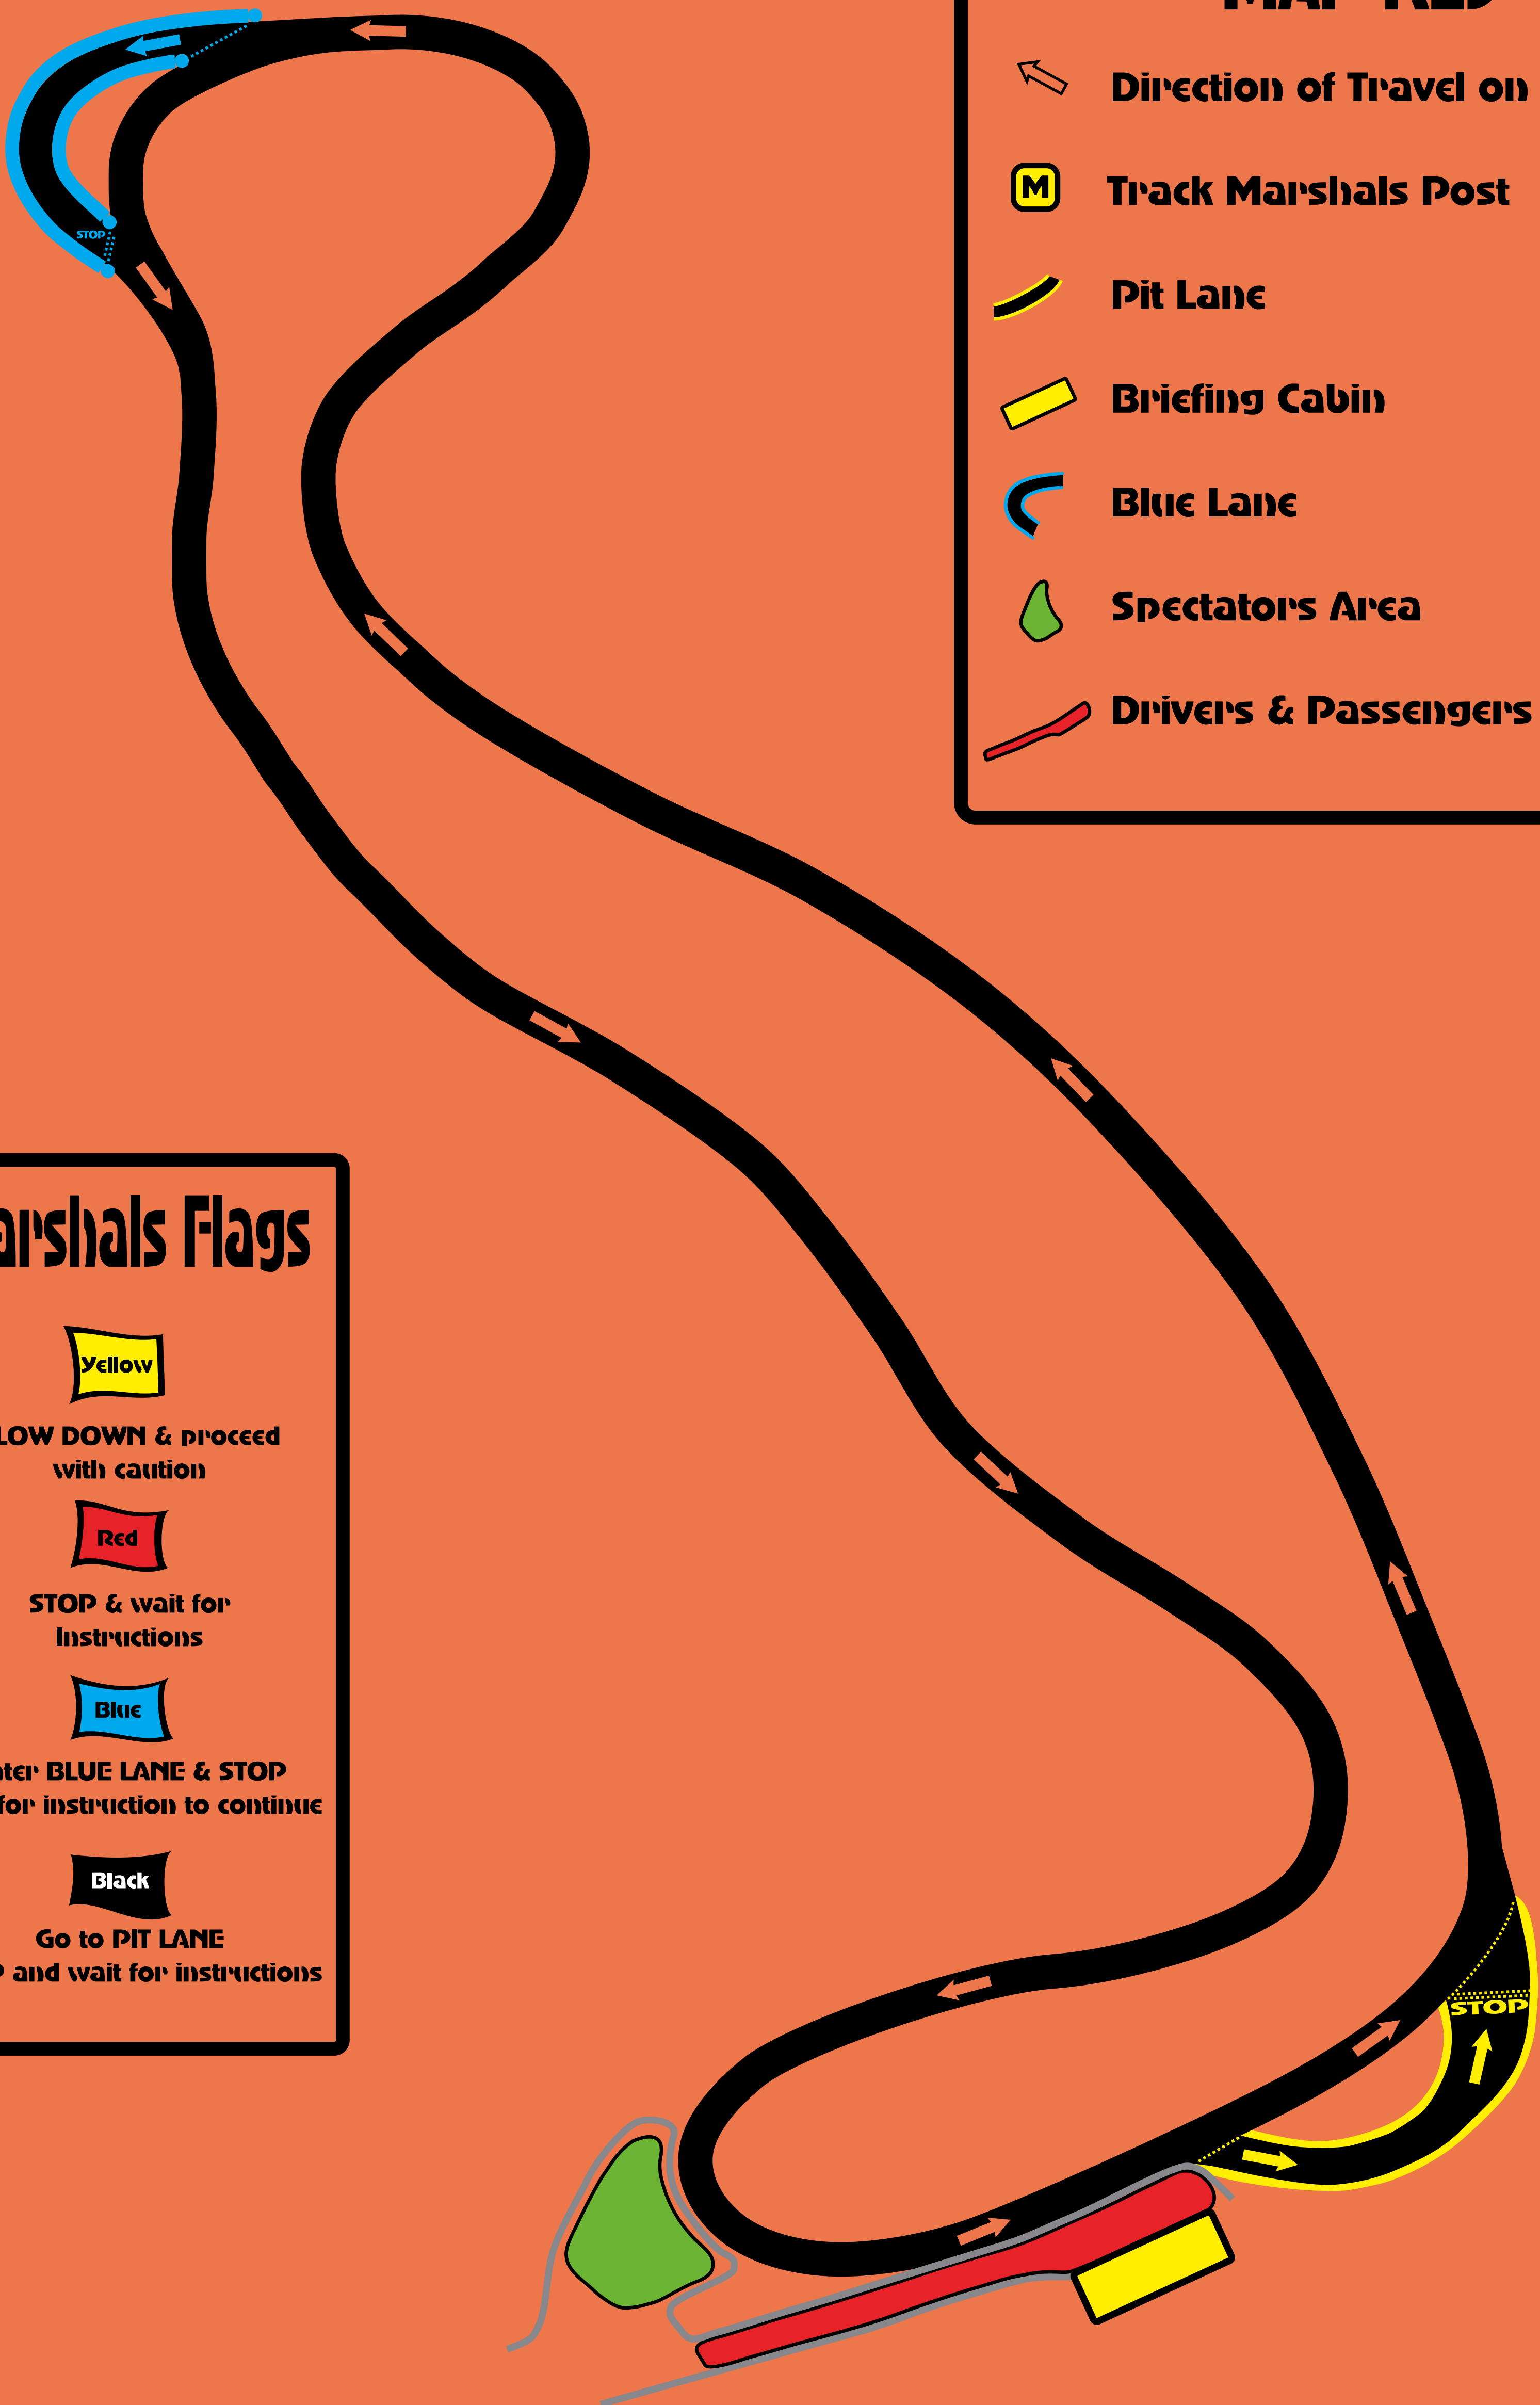 Direction of Travel on
Track Marshals Post
Pit Lane
Briefing Cabin
Blue Lane
Spectators Area
Drivers & Passengers
M
STOP
arshals Flags
Yellow
LOW DOWN & proceed
with caution
Red
STOP & wait for
Instructions
Blue
ter BLUE LANE & STOP
for instruction to continue
Black
Go to PIT LANE
P and wait for instructions
STOP